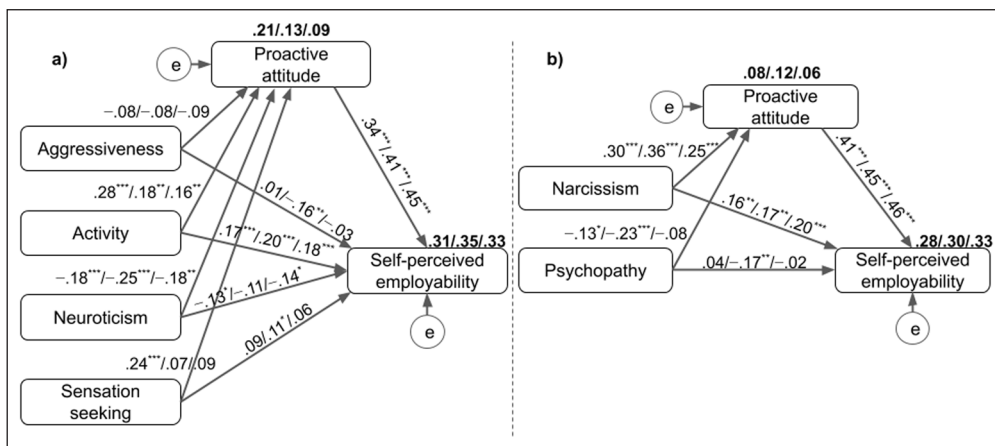 a)
.21/.13/.09
e
Proactive
attitude
−.08/−.08/−.09
Aggressiveness
.34***/.41***/.45***
.28***/.18**/.16**
.01/−.16**/−.03
Activity
.17***/.20***/.18***
.31/.35/.33
Self-perceived
employability
−.18***/−.25***/−.18**
−.13*/−.11/−.14*
Neuroticism
e
.09/.11*/.06
.24***/.07/.09
Sensation
seeking
b)
.08/.12/.06
e
Proactive
attitude
.30***/.36***/.25***
.41***/.45***/.46***
Narcissism
.16**/.17**/.20***
−.13*/−.23***/−.08
.28/.30/.33
Psychopathy
.04/−.17**/−.02
Self-perceived
employability
e